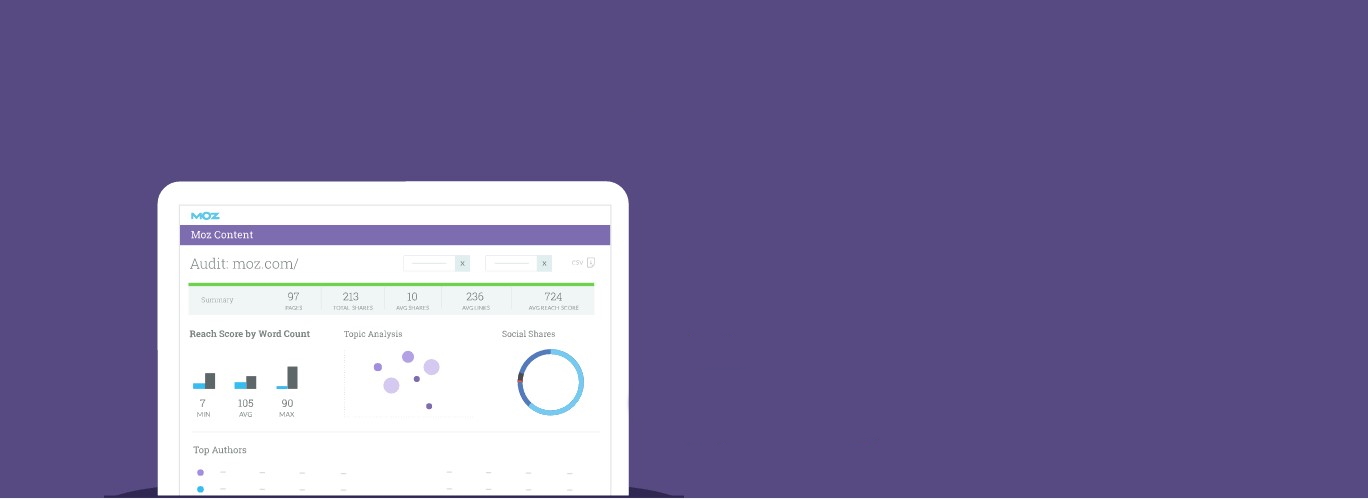 MOZ
Moz Content
Audit: moz.com/
X X CSV
Summary 97 213 10 236 724
PAGES TOTAL SHARES AVG.SHARES AVG.LINKS AVG.REACH SCORE
Reach Score by Word Count Topic Analysis Social Shares
7 105 90
MIN AVG MAX
Top Authors